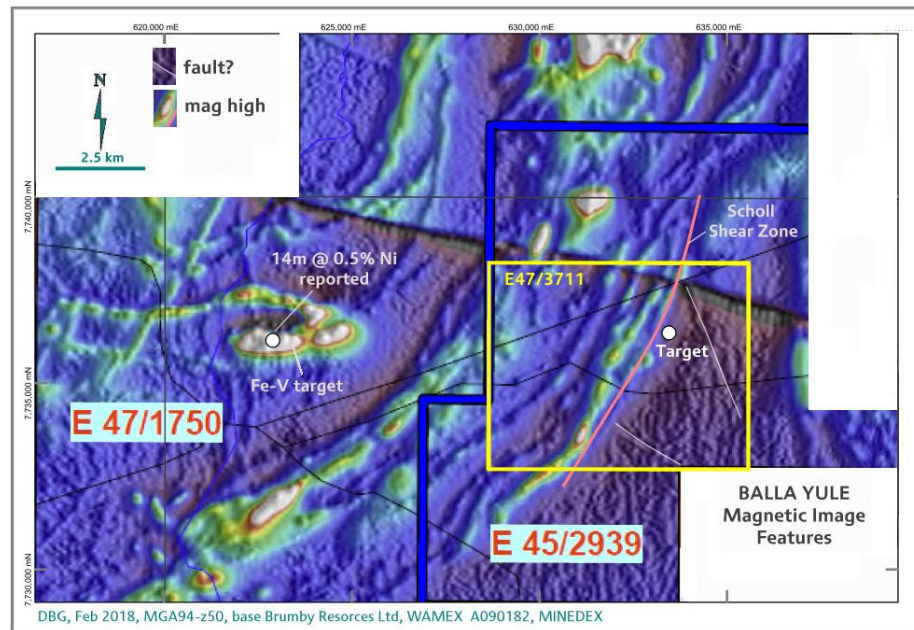 620,000 mE
625,000 mE
630,000 mE
635,000 mE
fault?
mag high
N
2.5 km
7,740,000 mN
7,735,000 mN
7,730,000 mN
Scholl
Shear Zone
14m @ 0.5% Ni
reported
E47/3711
Target
Fe-V target
E 47/1750
E 45/2939
BALLA YULE
Magnetic Image
Features
DBG, Feb 2018, MGA94-z50, base Brumby Resorces Ltd, WAMEX A090182, MINEDEX